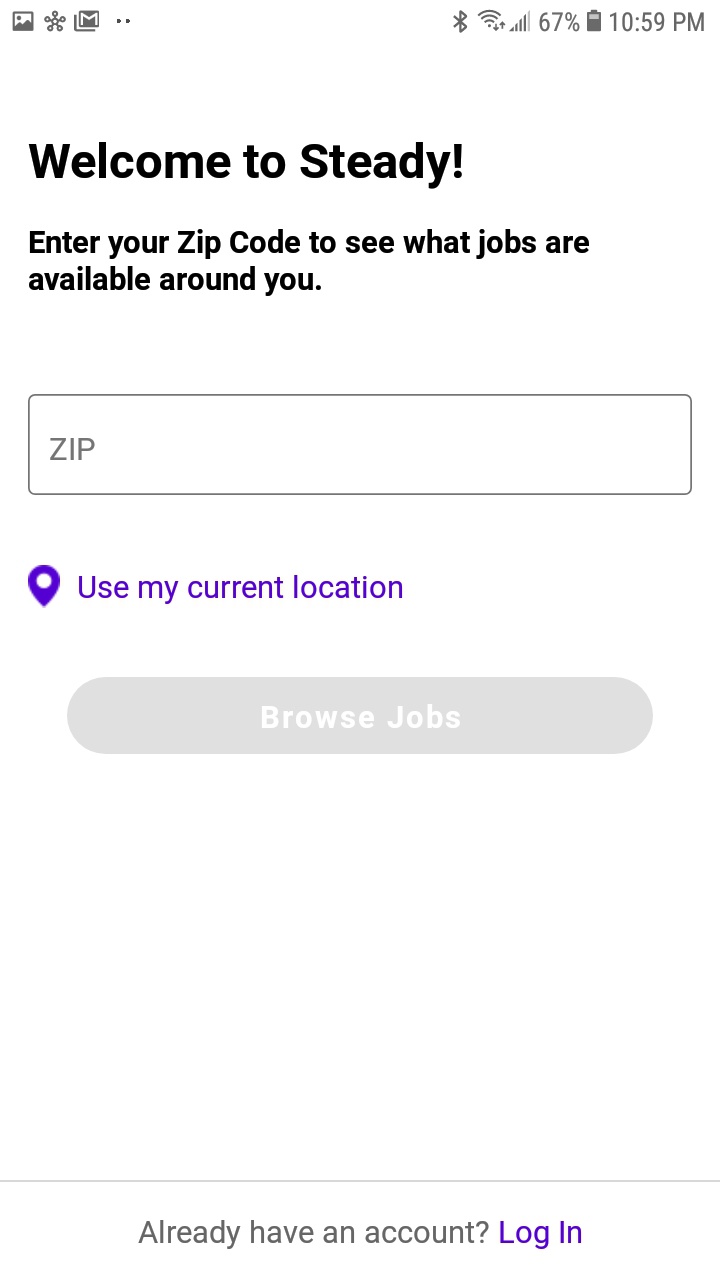 67% 10:59 PM
Welcome to Steady!
Enter your Zip Code to see what jobs are
available around you.
ZIP
Use my current location
Browse Jobs
Already have an account? Log In